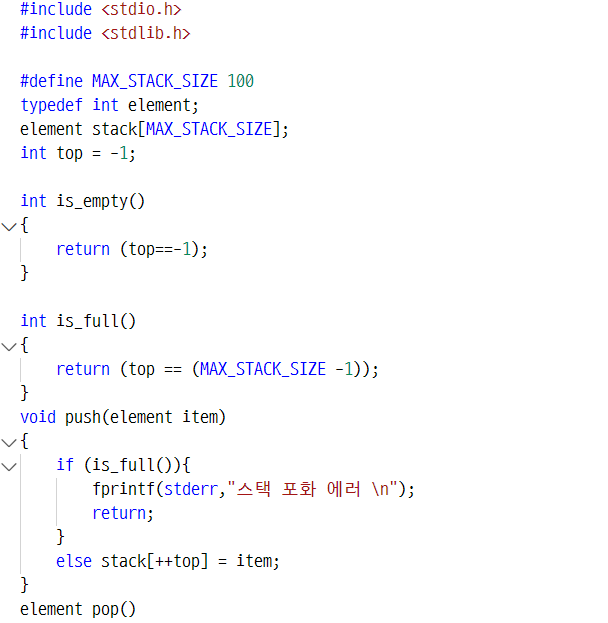 #include <stdio.h>
#include <stdlib.h>
#define MAX_STACK_SIZE 100
typedef int element;
element stack[MAX_STACK_SIZE];
int top = -1;
int is_empty()
{
    return (top==-1);
}
int is_full()
{
    return (top == (MAX_STACK_SIZE -1));
}
void push(element item)
{
    if (is_full()){
        fprintf(stderr,"스택 포화 에러 \n");
        return;
    }
    else stack[++top] = item;
}
element pop()